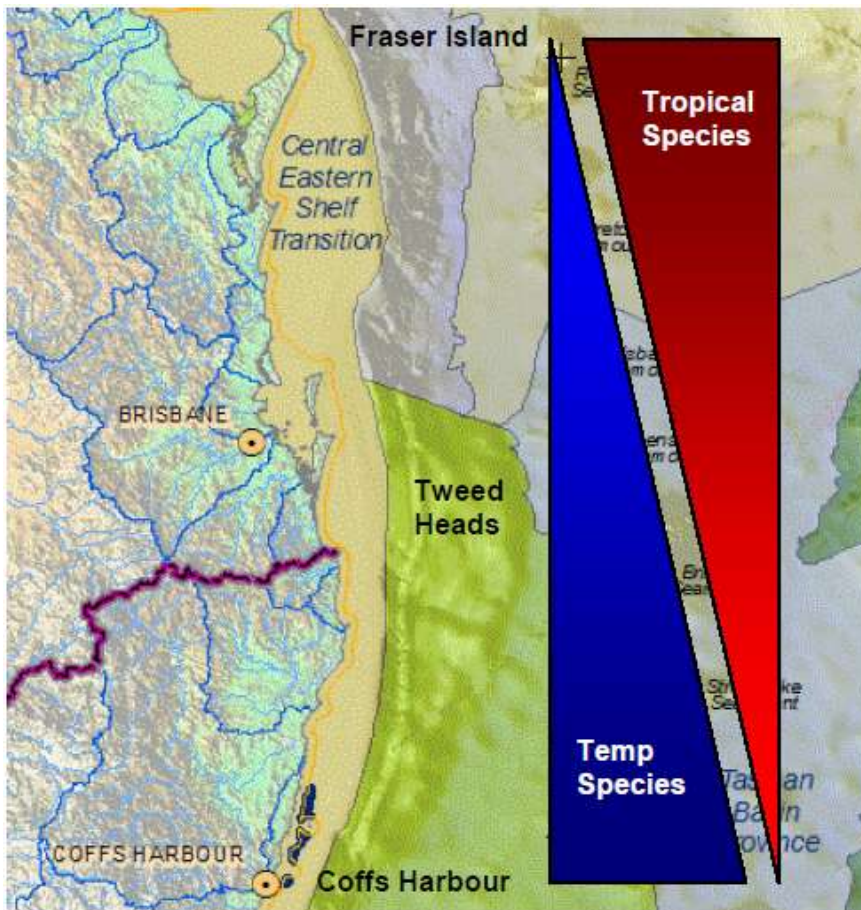 Fraser Island
Tropical
Species
Central
Eastern
Shelf
Transition
BRISBANE
Tweed
Heads
Temp
Species
COFFS HARBOUR
Coffs Harbour